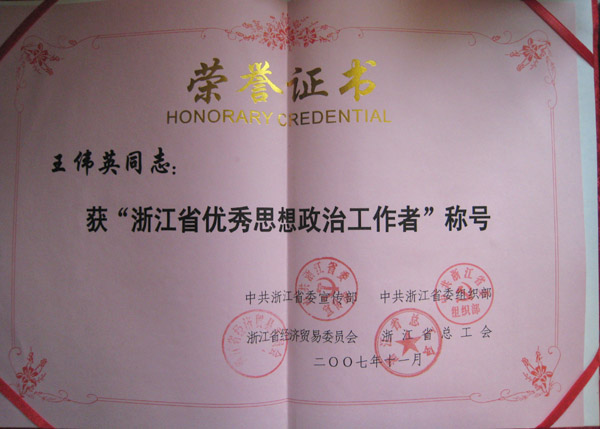 荣誉证书
HONORARY CREDENTIAL
王伟英同志：
获“浙江省优秀思想政治工作者”称号
中共浙江省委宣传部 中共浙江省委组织部
浙江省经济贸易委员会 浙江省总工会
二〇〇七年十一月
组织部